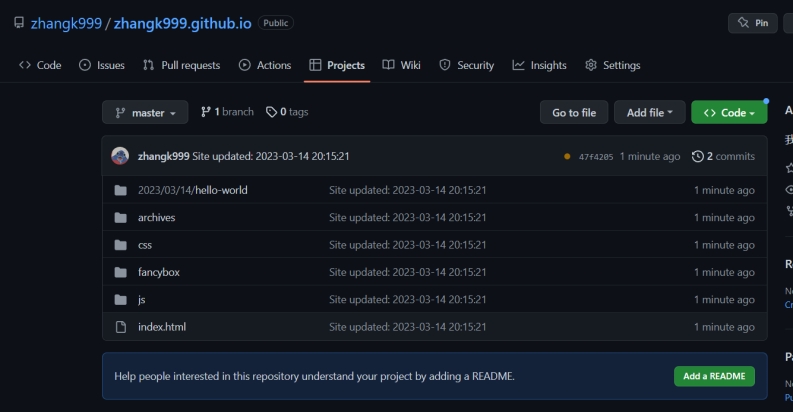 zhangk999 / zhangk999.github.io Public Pin
<> Code Issues Pull requests Actions Projects Wiki Security Insights Settings
master 1 branch 0 tags Go to file Add file <> Code
zhangk999 Site updated: 2023-03-14 20:15:21 47f4205 1 minute ago 2 commits
2023/03/14/hello-world Site updated: 2023-03-14 20:15:21 1 minute ago
archives Site updated: 2023-03-14 20:15:21 1 minute ago
css Site updated: 2023-03-14 20:15:21 1 minute ago
fancybox Site updated: 2023-03-14 20:15:21 1 minute ago
js Site updated: 2023-03-14 20:15:21 1 minute ago
index.html Site updated: 2023-03-14 20:15:21 1 minute ago
Help people interested in this repository understand your project by adding a README. Add a README